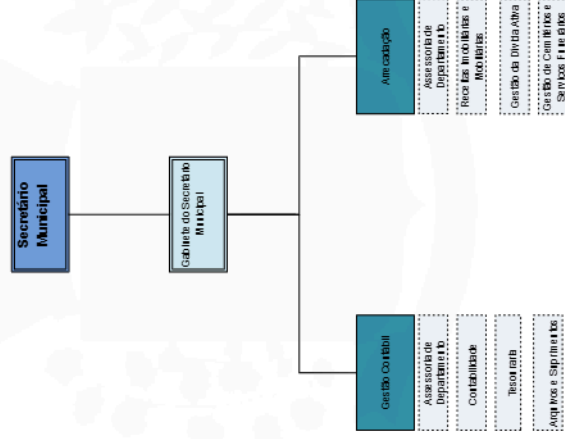 Secretário
Municipal
Gabinete do Secretário
Municipal
Gestão Contábil
Assessoria de
Departamento
Contabilidade
Tesouraria
Arquivos e Suprimentos
Arrecadação
Assessoria de
Departamento
Receitas Imobiliárias e
Mobiliárias
Gestão da Dívida Ativa
Gestão de Cemitérios e
Serviços Funerários